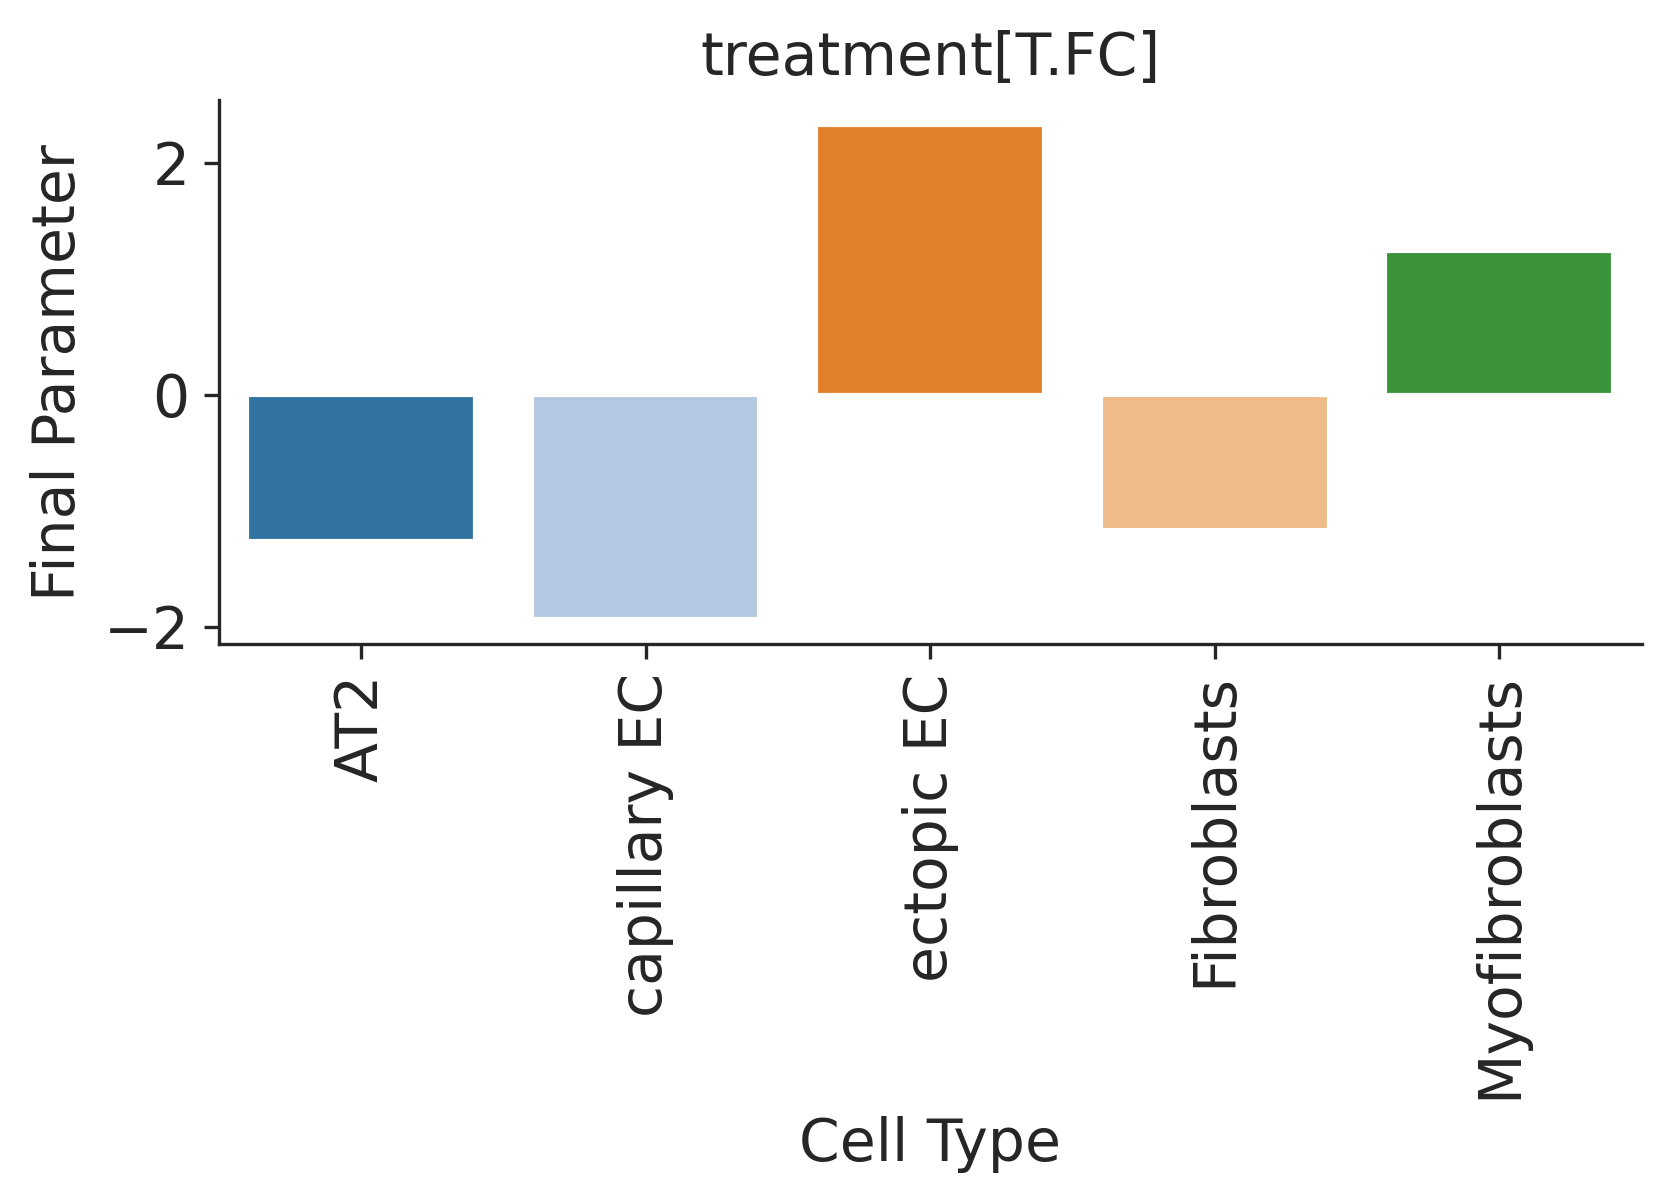 treatment[T.FC]
Final Parameter
2
0
−2
AT2
capillary EC
ectopic EC
Fibroblasts
Myofibroblasts
Cell Type